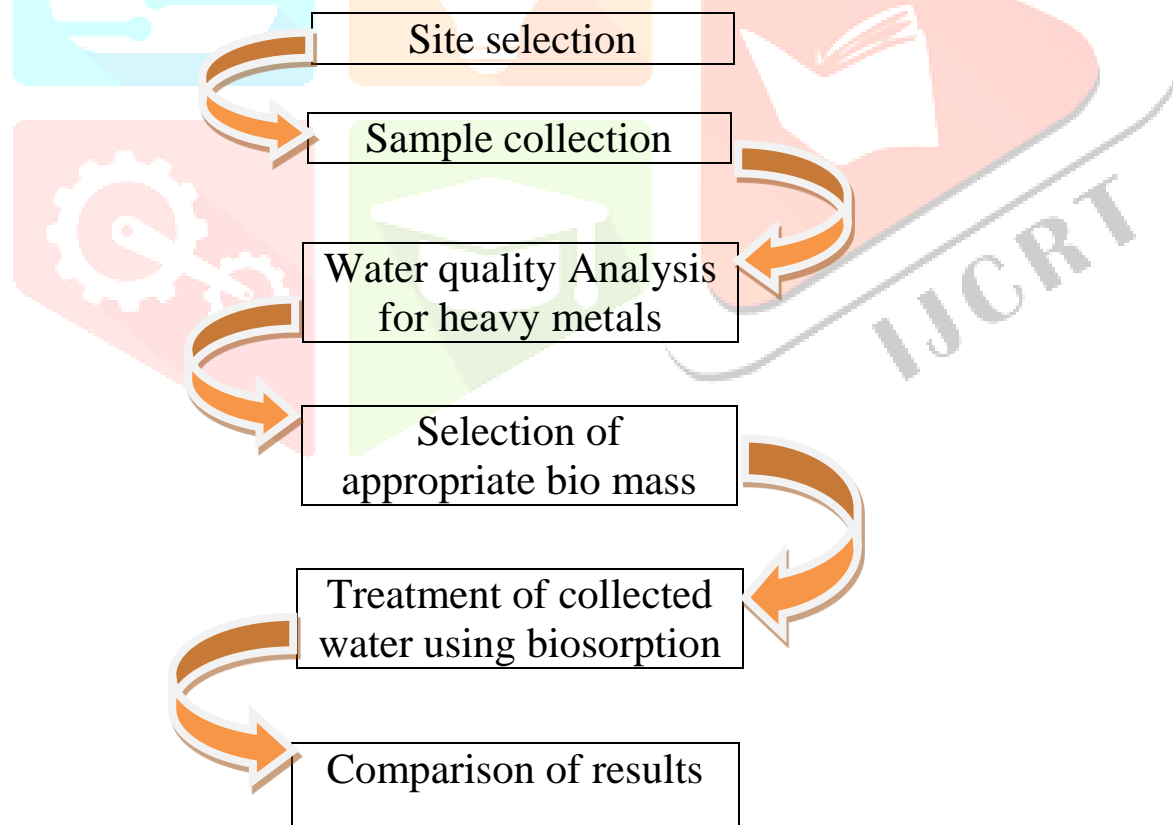 Site selection
Sample collection
Water quality Analysis
for heavy metals
IJCRT
Selection of
appropriate bio mass
Treatment of collected
water using biosorption
Comparison of results